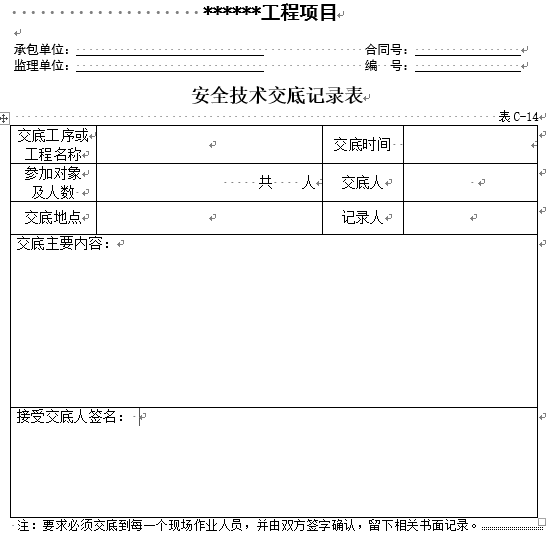 ******工程项目
承包单位： 合同号：
监理单位： 编 号：
安全技术交底记录表
表 C-14
交底工序或
工程名称
交底时间
参加对象
及人数
共 人
交底人
交底地点
记录人
交底主要内容：
接受交底人签名：
注：要求必须交底到每一个现场作业人员，并由双方签字确认，留下相关书面记录。